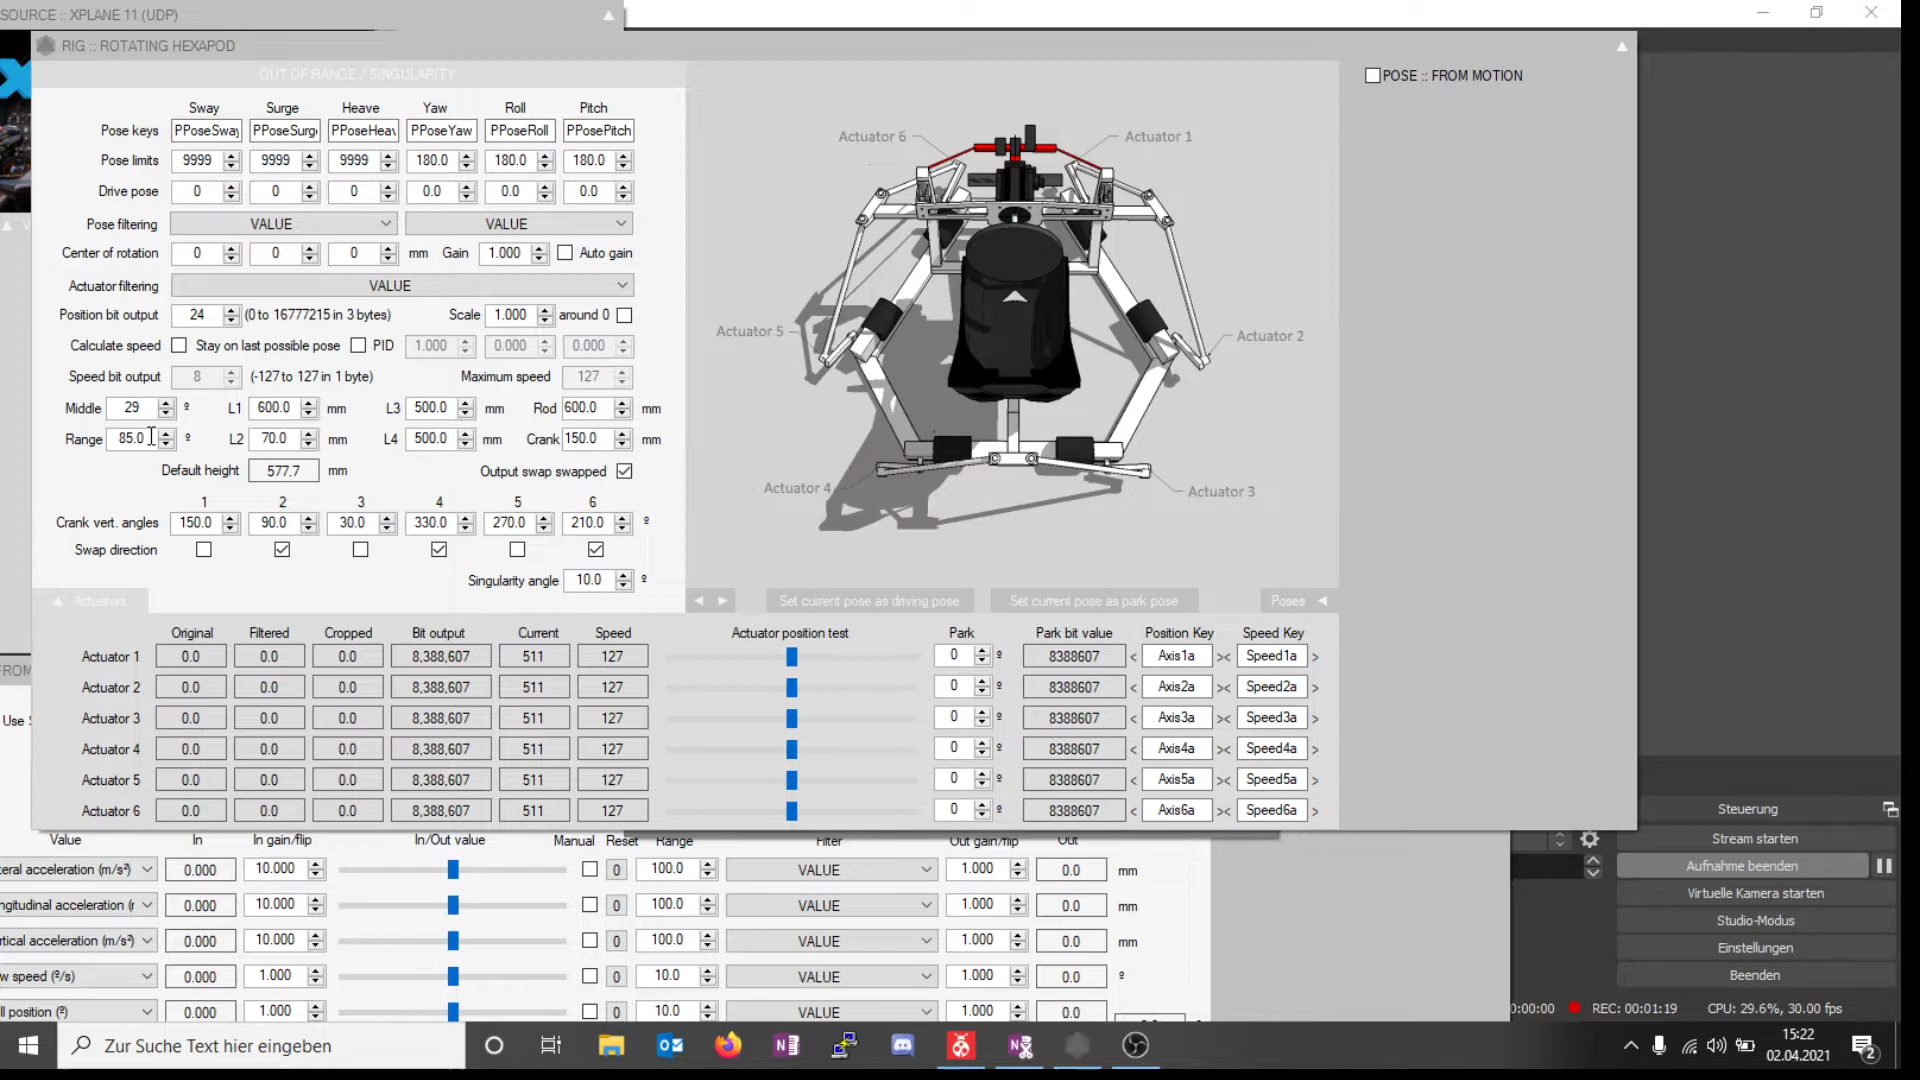 SOURCE :: XPLANE 11 (UDP)
RIG :: ROTATING HEXAPOD
OUT OF RANGE / SINGULARITY
POSE :: FROM MOTION
Sway Surge Heave Yaw Roll Pitch
Pose keys PPoseSway PPoseSurge PPoseHeav PPoseYaw PPoseRoll PPosePitch
Pose limits 9999 9999 9999 180.0 180.0 180.0
Drive pose 0 0 0 0.0 0.0 0.0
Pose filtering VALUE VALUE
Center of rotation 0 0 0 mm Gain 1.000 Auto gain
Actuator filtering VALUE
Position bit output 24 (0 to 16777215 in 3 bytes) Scale 1.000 around 0
Calculate speed Stay on last possible pose PID 1.000 0.000 0.000
Speed bit output 8 (-127 to 127 in 1 byte) Maximum speed 127
Middle 29 º L1 600.0 mm L3 500.0 mm Rod 600.0 mm
Range 85.0 º L2 70.0 mm L4 500.0 mm Crank 150.0 mm
Default height 577.7 mm Output swap swapped
1 2 3 4 5 6
Crank vert. angles 150.0 90.0 30.0 330.0 270.0 210.0 º
Swap direction
Singularity angle 10.0 º
Actuator 6 Actuator 1
Actuator 5 Actuator 2
Actuator 4 Actuator 3
Actuators Set current pose as driving pose Set current pose as park pose Poses
Original Filtered Cropped Bit output Current Speed Actuator position test Park Park bit value Position Key Speed Key
Actuator 1 0.0 0.0 0.0 8,388,607 511 127 0 º 8388607 < Axis1a >< Speed1a >
Actuator 2 0.0 0.0 0.0 8,388,607 511 127 0 º 8388607 < Axis2a >< Speed2a >
Actuator 3 0.0 0.0 0.0 8,388,607 511 127 0 º 8388607 < Axis3a >< Speed3a >
Actuator 4 0.0 0.0 0.0 8,388,607 511 127 0 º 8388607 < Axis4a >< Speed4a >
Actuator 5 0.0 0.0 0.0 8,388,607 511 127 0 º 8388607 < Axis5a >< Speed5a >
Actuator 6 0.0 0.0 0.0 8,388,607 511 127 0 º 8388607 < Axis6a >< Speed6a >
FROM
Use S
Value In In gain/flip In/Out value Manual Reset Range Filter Out gain/flip Out
teral acceleration (m/s²) 0.000 10.000 0 100.0 VALUE 1.000 0.0 mm
ngitudinal acceleration (r 0.000 10.000 0 100.0 VALUE 1.000 0.0 mm
rtical acceleration (m/s²) 0.000 10.000 0 100.0 VALUE 1.000 0.0 mm
w speed (º/s) 0.000 1.000 0 10.0 VALUE 1.000 0.0 º
ll position (º) 0.000 1.000 0 10.0 VALUE 1.000 0.0
Steuerung
Stream starten
Aufnahme beenden
Virtuelle Kamera starten
Studio-Modus
Einstellungen
Beenden
0:00:00 REC: 00:01:19 CPU: 29.6%, 30.00 fps
Zur Suche Text hier eingeben
15:22
02.04.2021
2